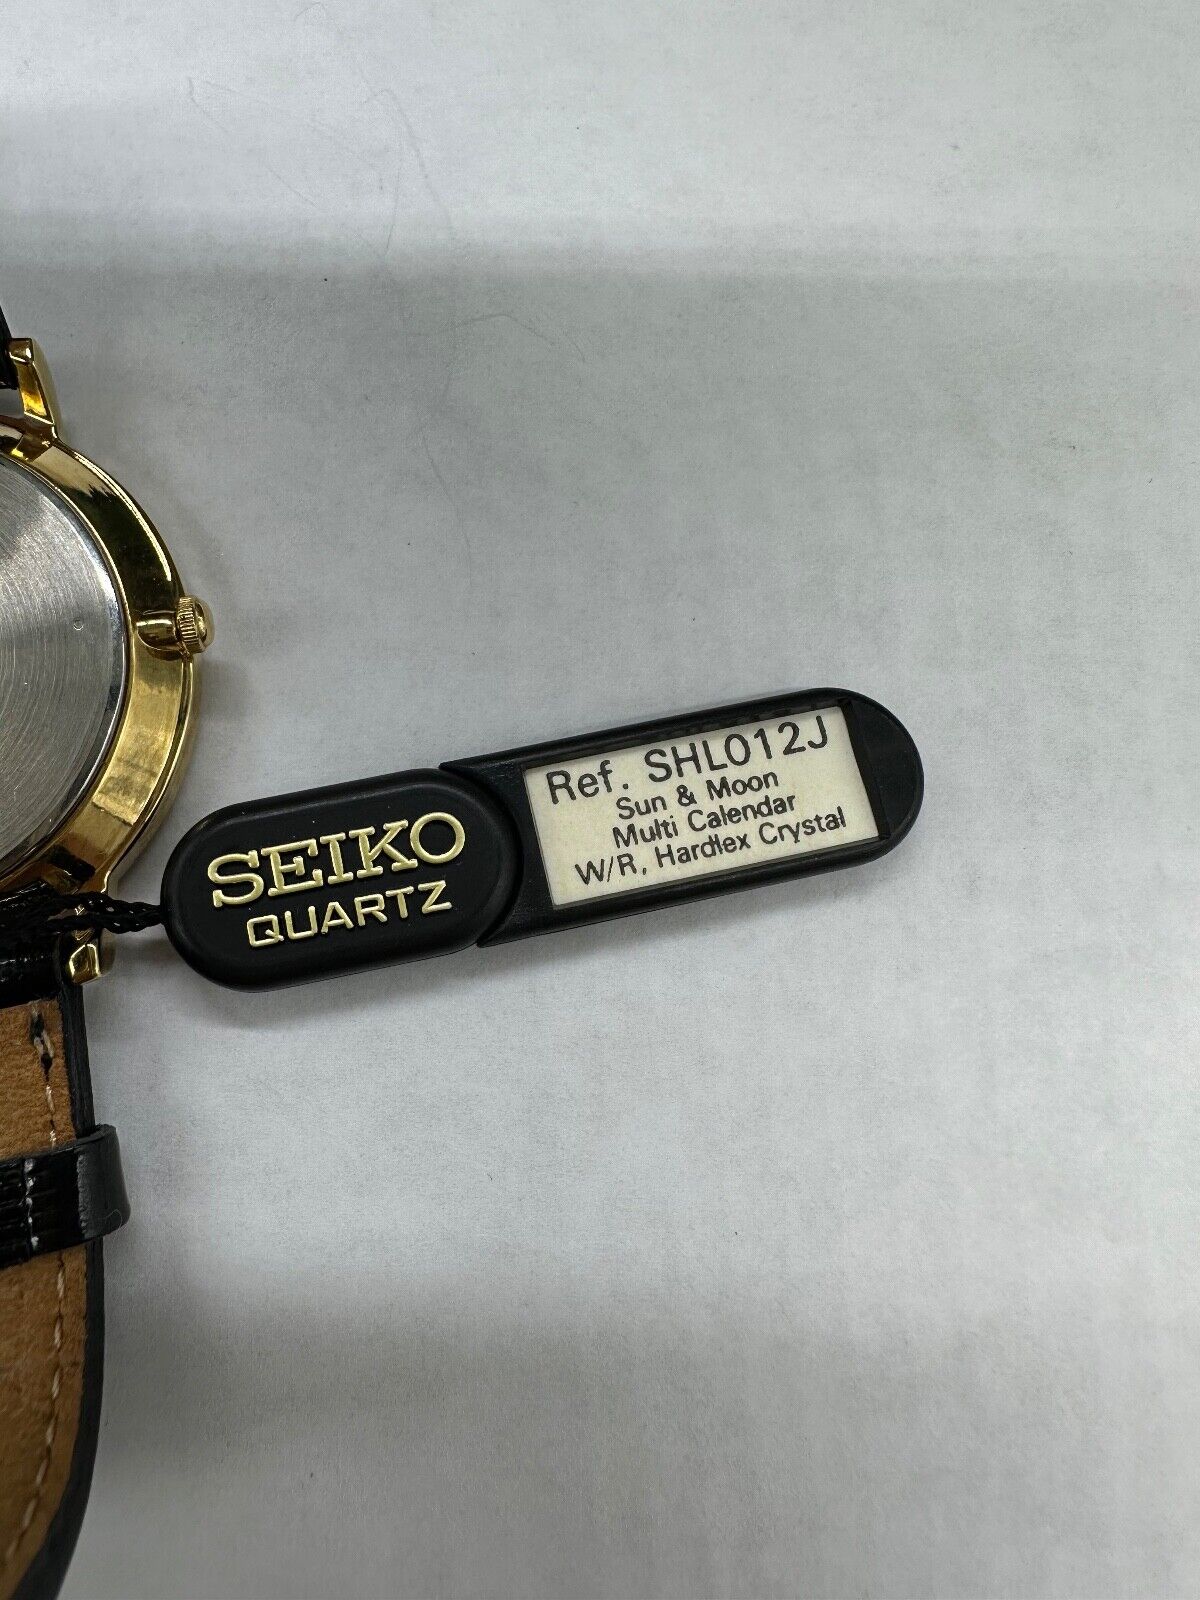 SEIKO
QUARTZ
Ref. SHL012J
Sun & Moon
Multi Calendar
W/R, Hardlex Crystal